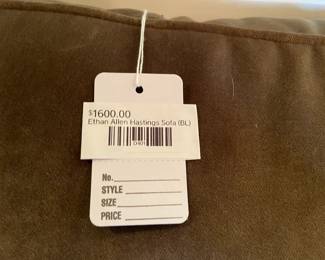 $1600.00
Ethan Allen Hastings Sofa (BL)
No.
STYLE
SIZE
PRICE